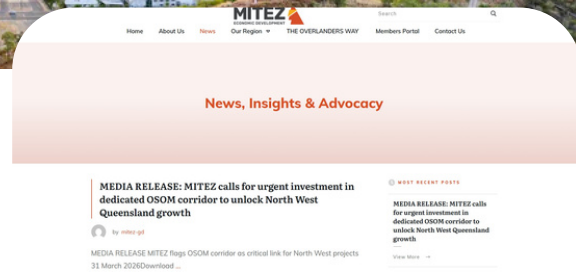 MITEZ
ECONOMIC DEVELOPMENT
Search
Home About Us News Our Region THE OVERLANDERS WAY Members Portal Contact Us
News, Insights & Advocacy
MEDIA RELEASE: MITEZ calls for urgent investment in
dedicated OSOM corridor to unlock North West
Queensland growth
by mitez-gd
MEDIA RELEASE MITEZ flags OSOM corridor as critical link for North West projects
31 March 2026Download ...
MOST RECENT POSTS
MEDIA RELEASE: MITEZ calls
for urgent investment in
dedicated OSOM corridor to
unlock North West Queensland
growth
View More